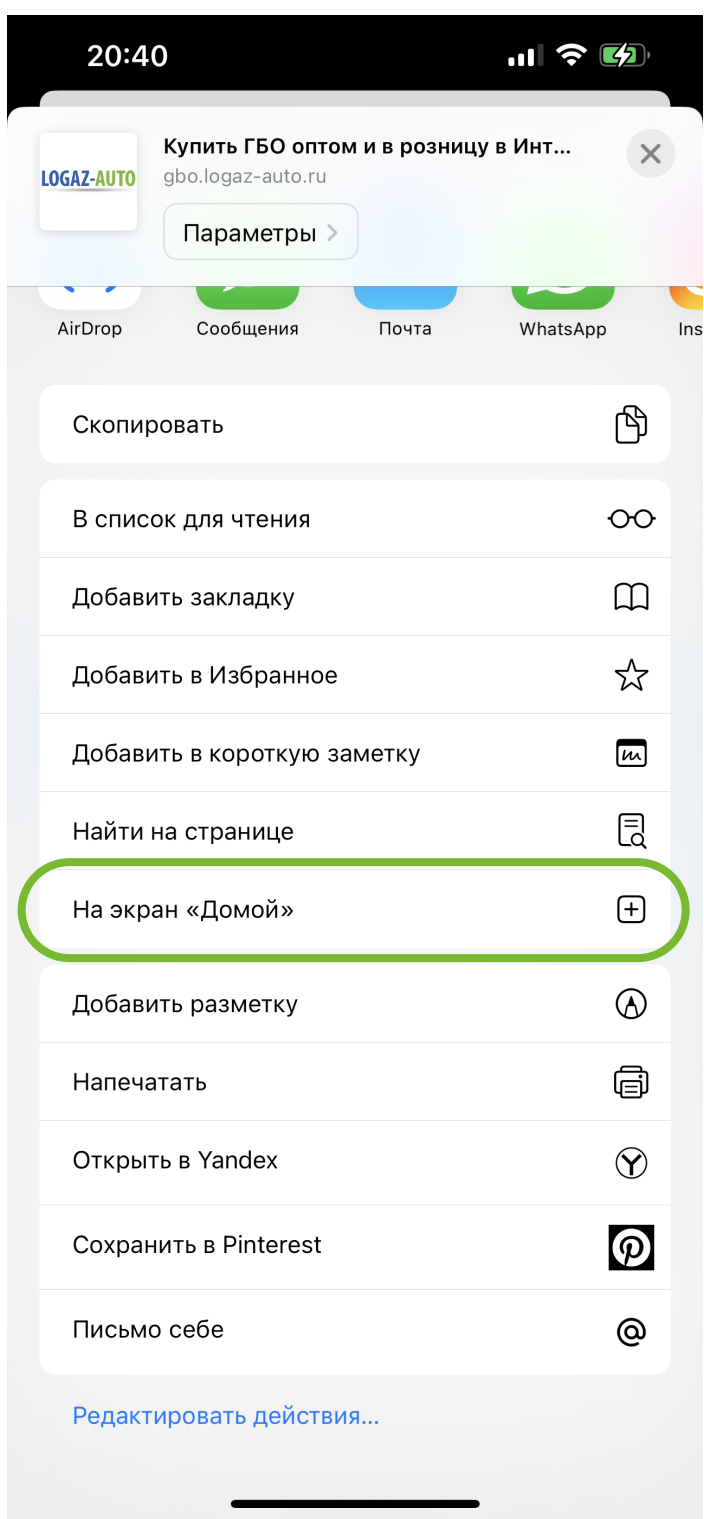 20:40
LOGAZ-AUTO
Купить ГБО оптом и в розницу в Инт...
gbo.logaz-auto.ru
Параметры
AirDrop
Сообщения
Почта
WhatsApp
Ins
Скопировать
В список для чтения
Добавить закладку
Добавить в Избранное
Добавить в короткую заметку
Найти на странице
На экран «Домой»
Добавить разметку
Напечатать
Открыть в Yandex
Сохранить в Pinterest
Письмо себе
Редактировать действия...